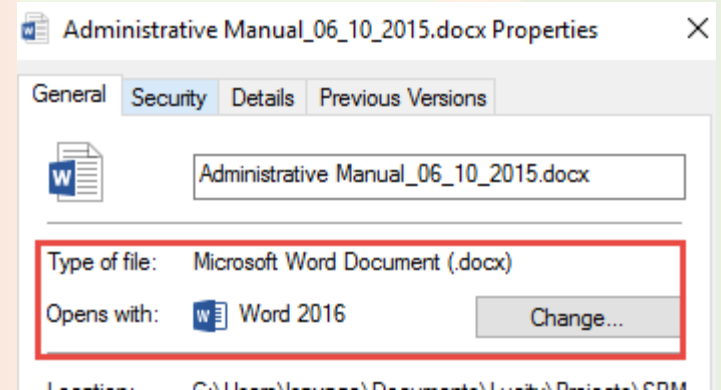 Administrative Manual_06_10_2015.docx Properties
General Security Details Previous Versions
Administrative Manual_06_10_2015.docx
Type of file: Microsoft Word Document (.docx)
Opens with: Word 2016 Change...
Location: